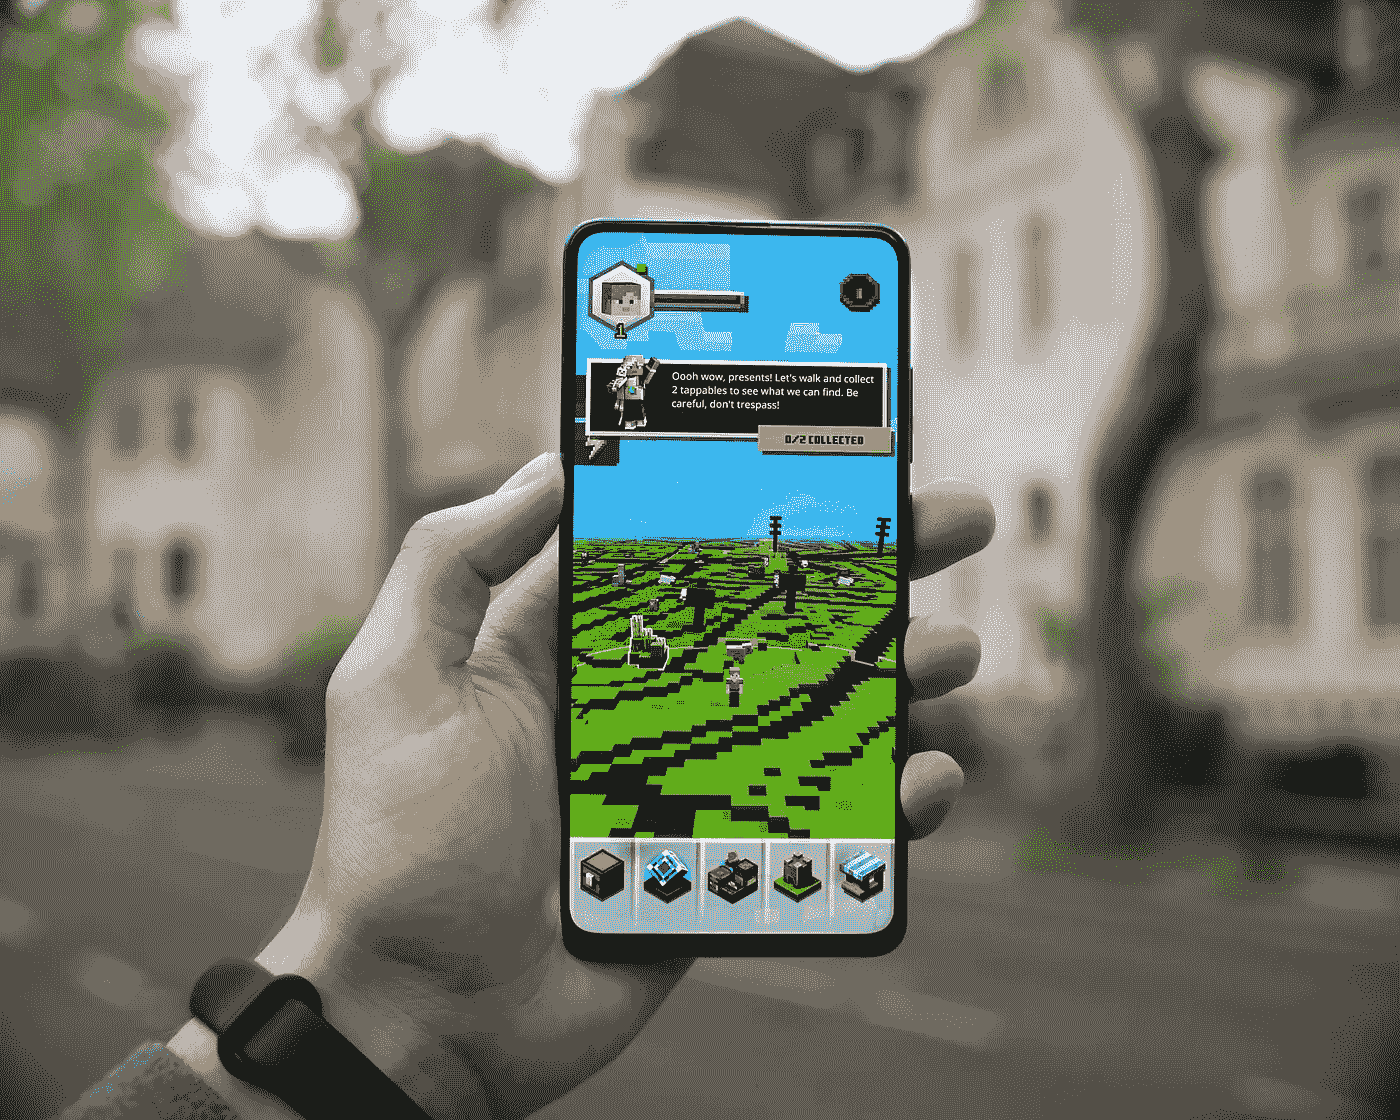 1
Oooh wow, presents! Let's walk and collect
2 tappables to see what we can find. Be
careful, don't trespass!
0/2 COLLECTED